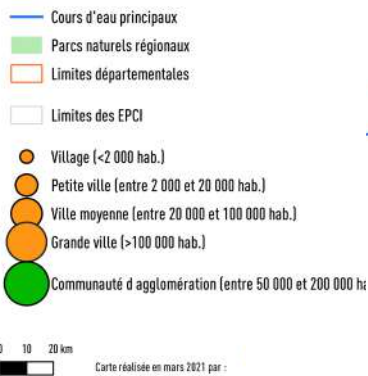 Cours d'eau principaux
Parcs naturels régionaux
Limites départementales
Limites des EPCI
Village (<2 000 hab.)
Petite ville (entre 2 000 et 20 000 hab.)
Ville moyenne (entre 20 000 et 100 000 hab.)
Grande ville (>100 000 hab.)
Communauté d agglomération (entre 50 000 et 200 000 ha
0 10 20 km
Carte réalisée en mars 2021 par :